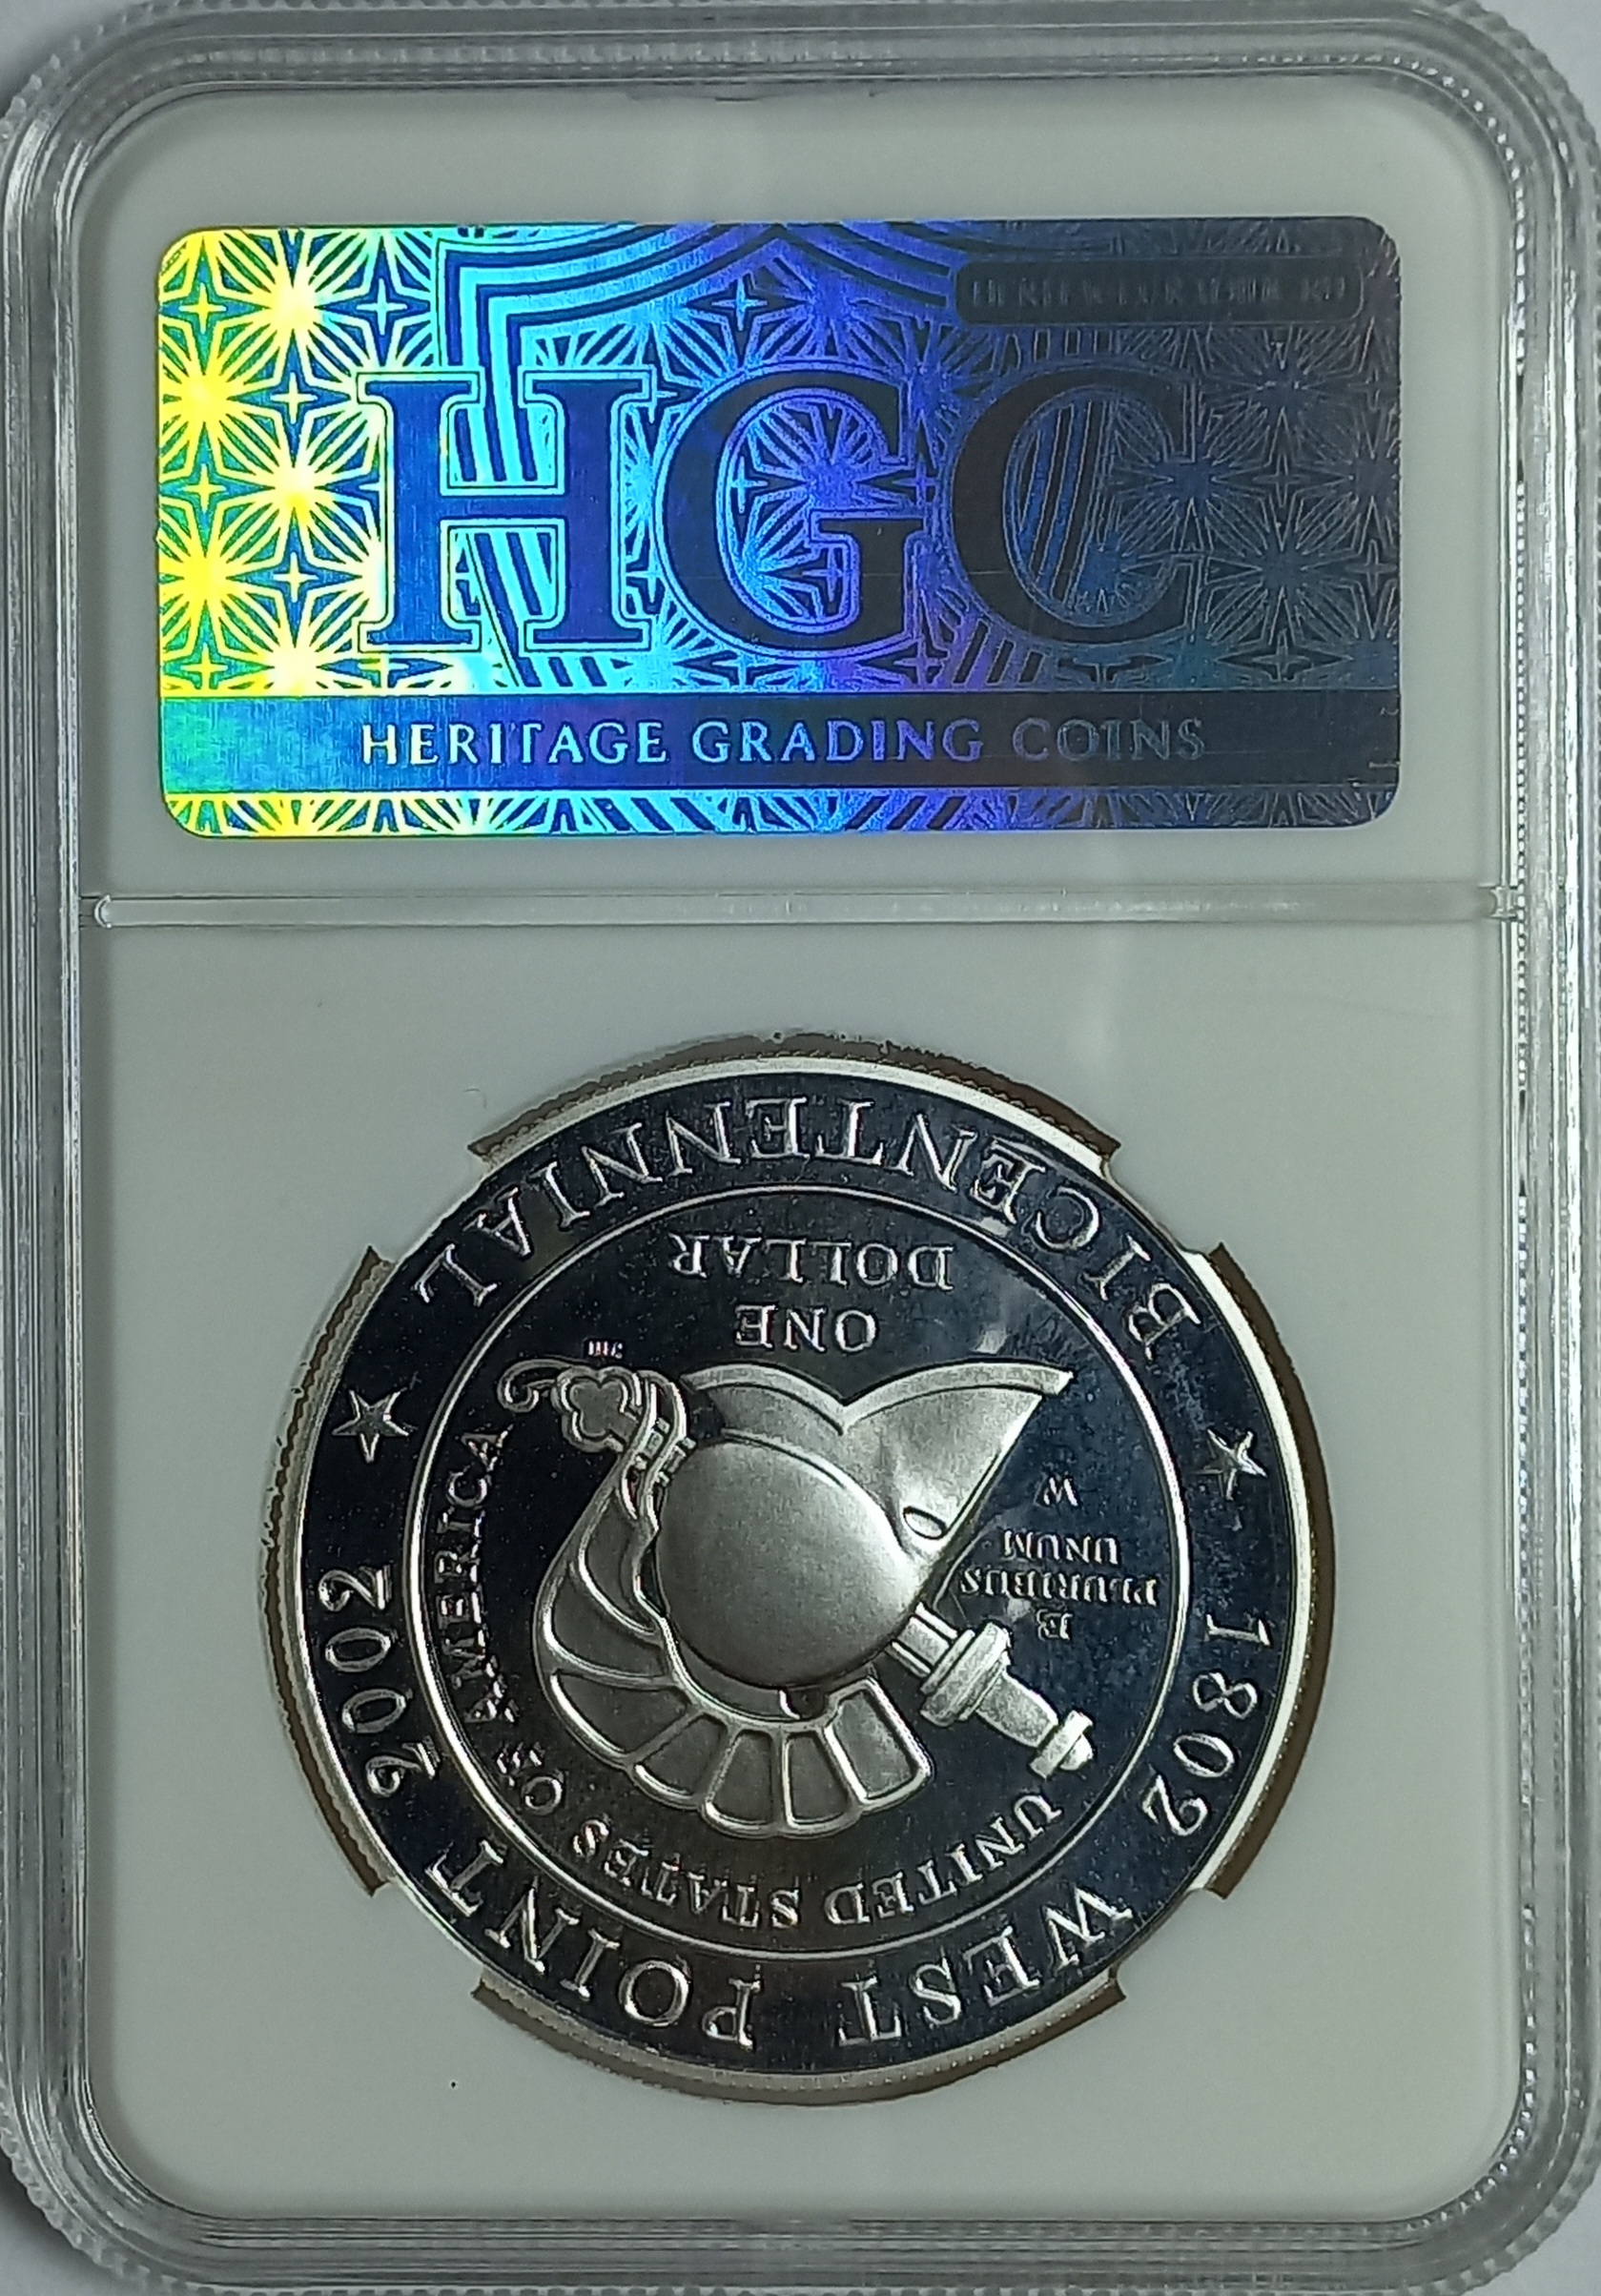 HGC
HERITAGE GRADING COINS
WEST POINT
BICENTENNIAL
1802
2002
UNITED STATES OF AMERICA
E
PLURIBUS
UNUM
W
ONE
DOLLAR